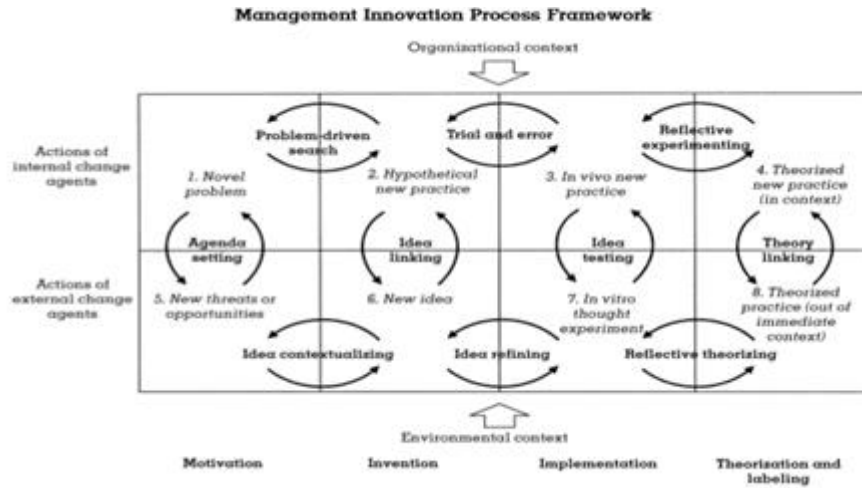 Management Innovation Process Framework
Organizational context
Actions of
internal change
agents
Problem-driven
search
Trial and error
Reflective
experimenting
1. Novel
problem
2. Hypothetical
new practice
3. In vivo new
practice
4. Theorized
new practice
(in context)
Agenda
setting
Idea
linking
Idea
testing
Theory
linking
Actions of
external change
agents
5. New threats or
opportunities
6. New idea
7. In vitro
thought
experiment
8. Theorized
practice (out of
immediate
context)
Idea contextualizing
Idea refining
Reflective theorizing
Environmental context
Motivation
Invention
Implementation
Theorization and
labeling